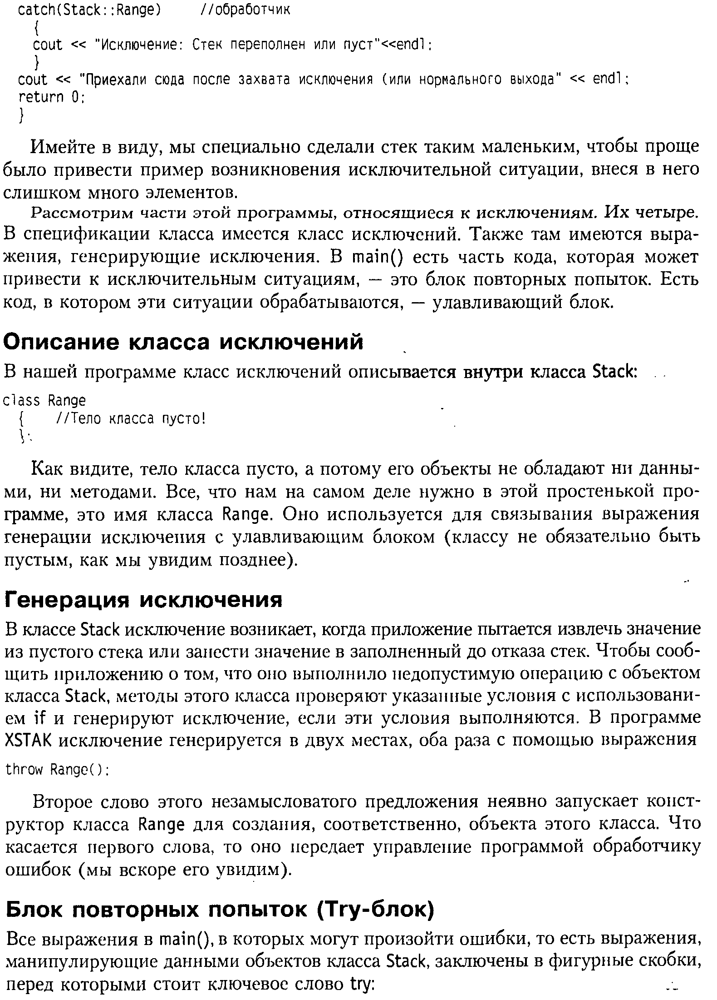 catch(Stack::Range) //обработчик
{
cout << "Исключение: Стек переполнен или пуст"<<endl;
}
cout << "Приехали сюда после захвата исключения (или нормального выхода" << endl;
return 0;
}
Имейте в виду, мы специально сделали стек таким маленьким, чтобы проще
было привести пример возникновения исключительной ситуации, внеся в него
слишком много элементов.
Рассмотрим части этой программы, относящиеся к исключениям. Их четыре.
В спецификации класса имеется класс исключений. Также там имеются выра-
жения, генерирующие исключения. В main() есть часть кода, которая может
привести к исключительным ситуациям, — это блок повторных попыток. Есть
код, в котором эти ситуации обрабатываются, — улавливающий блок.
Описание класса исключений
В нашей программе класс исключений описывается внутри класса Stack:
class Range
{ //Тело класса пусто!
};
Как видите, тело класса пусто, а потому его объекты не обладают ни данны-
ми, ни методами. Все, что нам на самом деле нужно в этой простенькой про-
грамме, это имя класса Range. Оно используется для связывания выражения
генерации исключения с улавливающим блоком (классу не обязательно быть
пустым, как мы увидим позднее).
Генерация исключения
В классе Stack исключение возникает, когда приложение пытается извлечь значение
из пустого стека или занести значение в заполненный до отказа стек. Чтобы сооб-
щить приложению о том, что оно выполнило недопустимую операцию с объектом
класса Stack, методы этого класса проверяют указанные условия с использовани-
ем if и генерируют исключение, если эти условия выполняются. В программе
XSTAK исключение генерируется в двух местах, оба раза с помощью выражения
throw Range();
Второе слово этого незамысловатого предложения неявно запускает конст-
руктор класса Range для создания, соответственно, объекта этого класса. Что
касается первого слова, то оно передает управление программой обработчику
ошибок (мы вскоре его увидим).
Блок повторных попыток (Try-блок)
Все выражения в main(), в которых могут произойти ошибки, то есть выражения,
манипулирующие данными объектов класса Stack, заключены в фигурные скобки,
перед которыми стоит ключевое слово try: